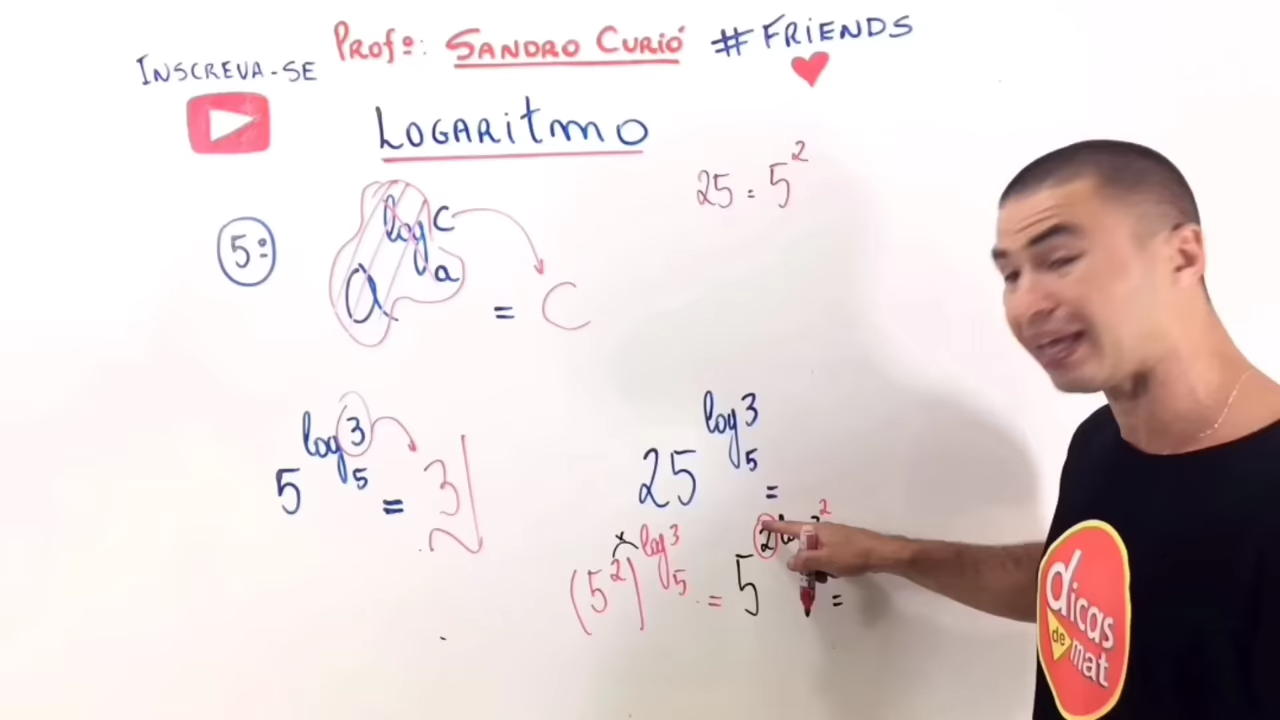 Profº: SANDRO CURIÓ #FRIENDS
INSCREVA-SE
LOGARITMO
25 = 5²
5º
a^(log_a c) = c
5^(log_5 3) = 3
25^(log_5 3) =
(5²)^(log_5 3) = 5^2 =
dicas
de
mat